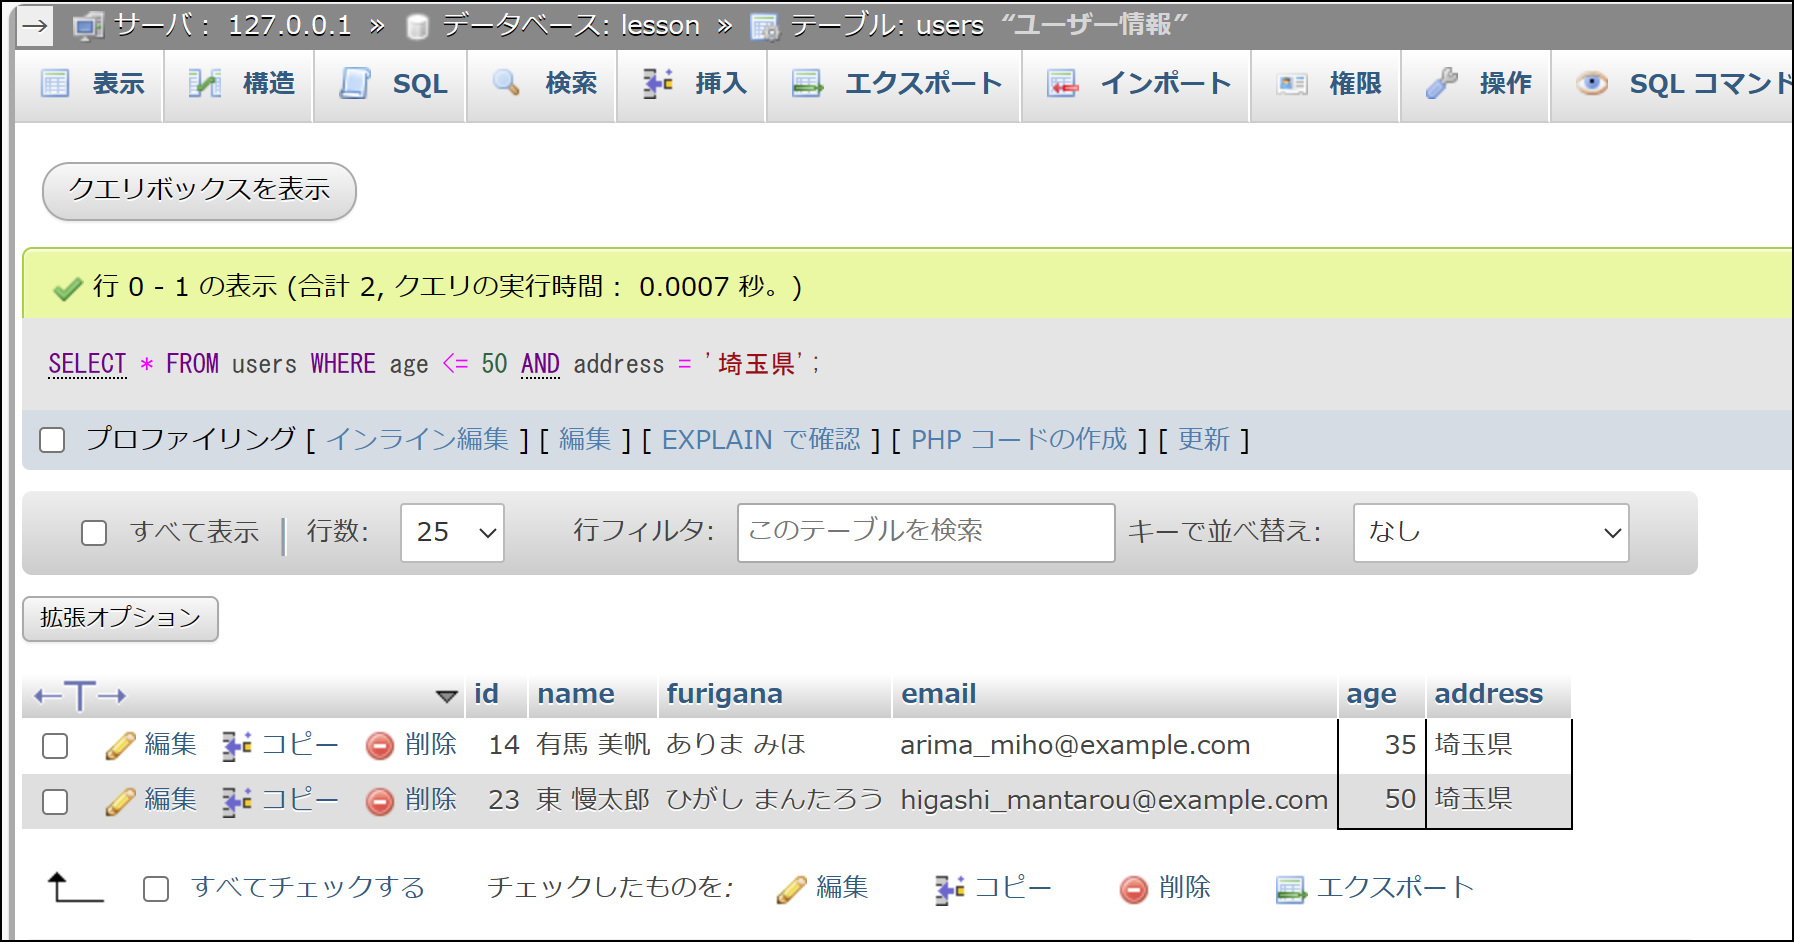 サーバ : 127.0.0.1 » データベース: lesson » テーブル: users “ユーザー情報”
表示 構造 SQL 検索 挿入 エクスポート インポート 権限 操作 SQL コマンド
クエリボックスを表示
行 0 - 1 の表示 (合計 2, クエリの実行時間 : 0.0007 秒。)
SELECT * FROM users WHERE age <= 50 AND address = '埼玉県';
プロファイリング [ インライン編集 ] [ 編集 ] [ EXPLAIN で確認 ] [ PHP コードの作成 ] [ 更新 ]
すべて表示 行数: 25 行フィルタ: このテーブルを検索 キーで並べ替え: なし
拡張オプション
←T→ id name furigana email age address
編集 コピー 削除 14 有馬 美帆 ありま みほ arima_miho@example.com 35 埼玉県
編集 コピー 削除 23 東 慢太郎 ひがし まんたろう higashi_mantarou@example.com 50 埼玉県
すべてチェックする チェックしたものを: 編集 コピー 削除 エクスポート